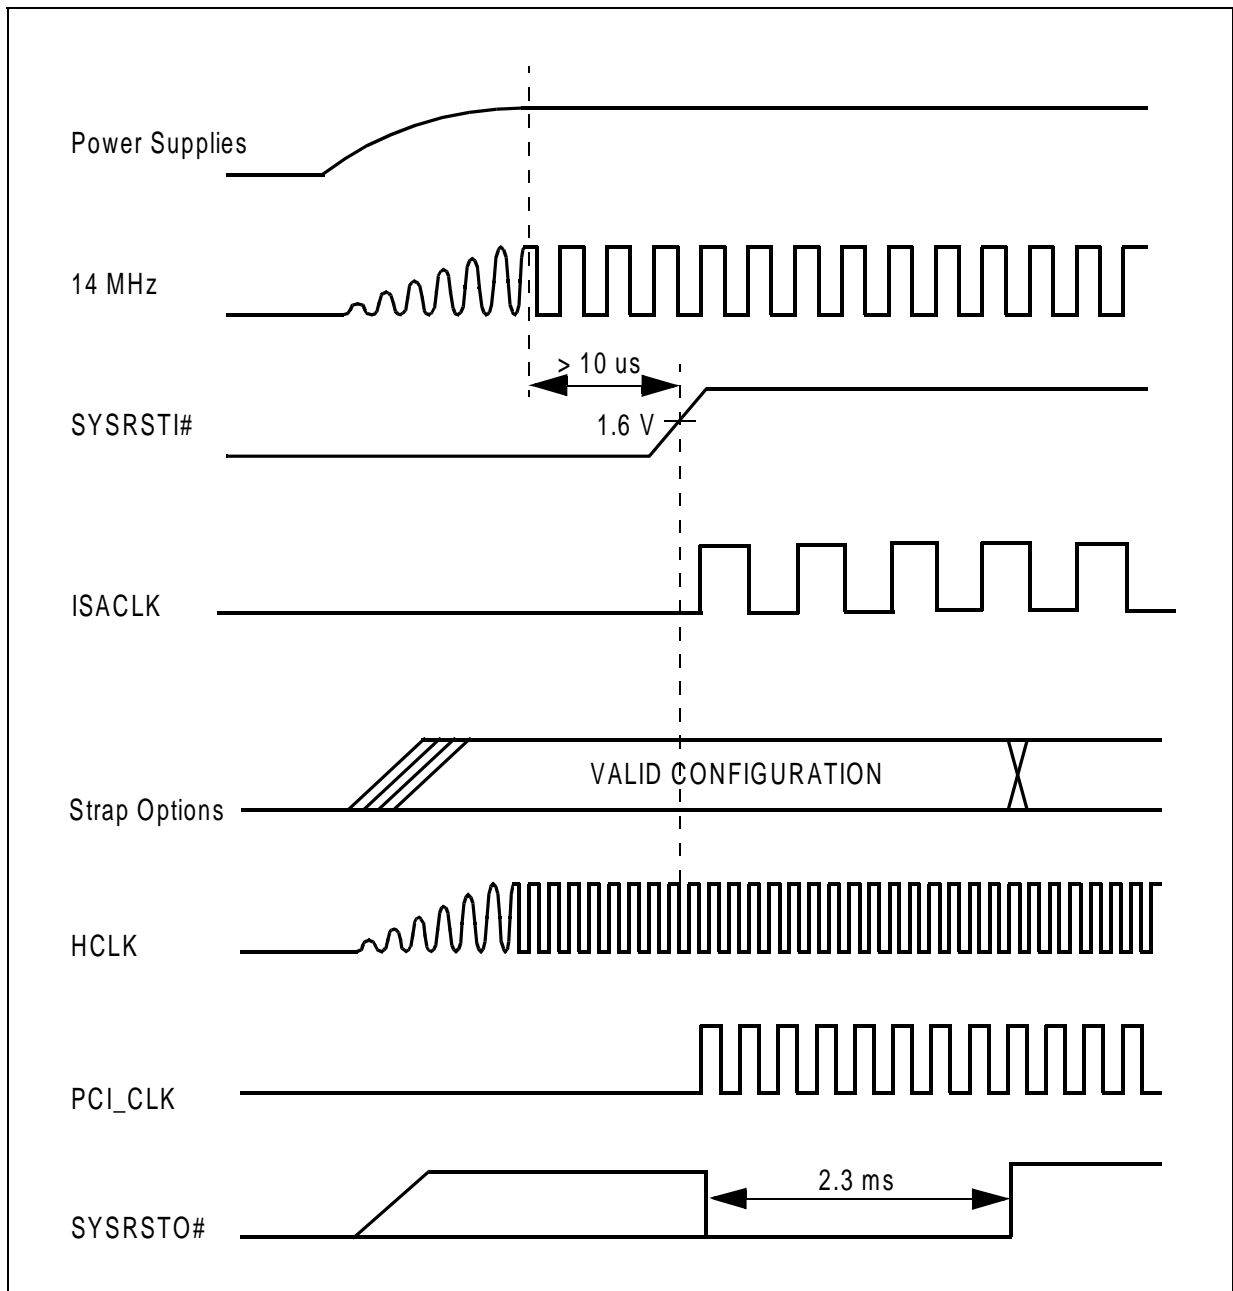 Power Supplies
14 MHz
> 10 us
SYSRSTI#
1.6 V
ISACLK
VALID CONFIGURATION
Strap Options
HCLK
PCI_CLK
2.3 ms
SYSRSTO#